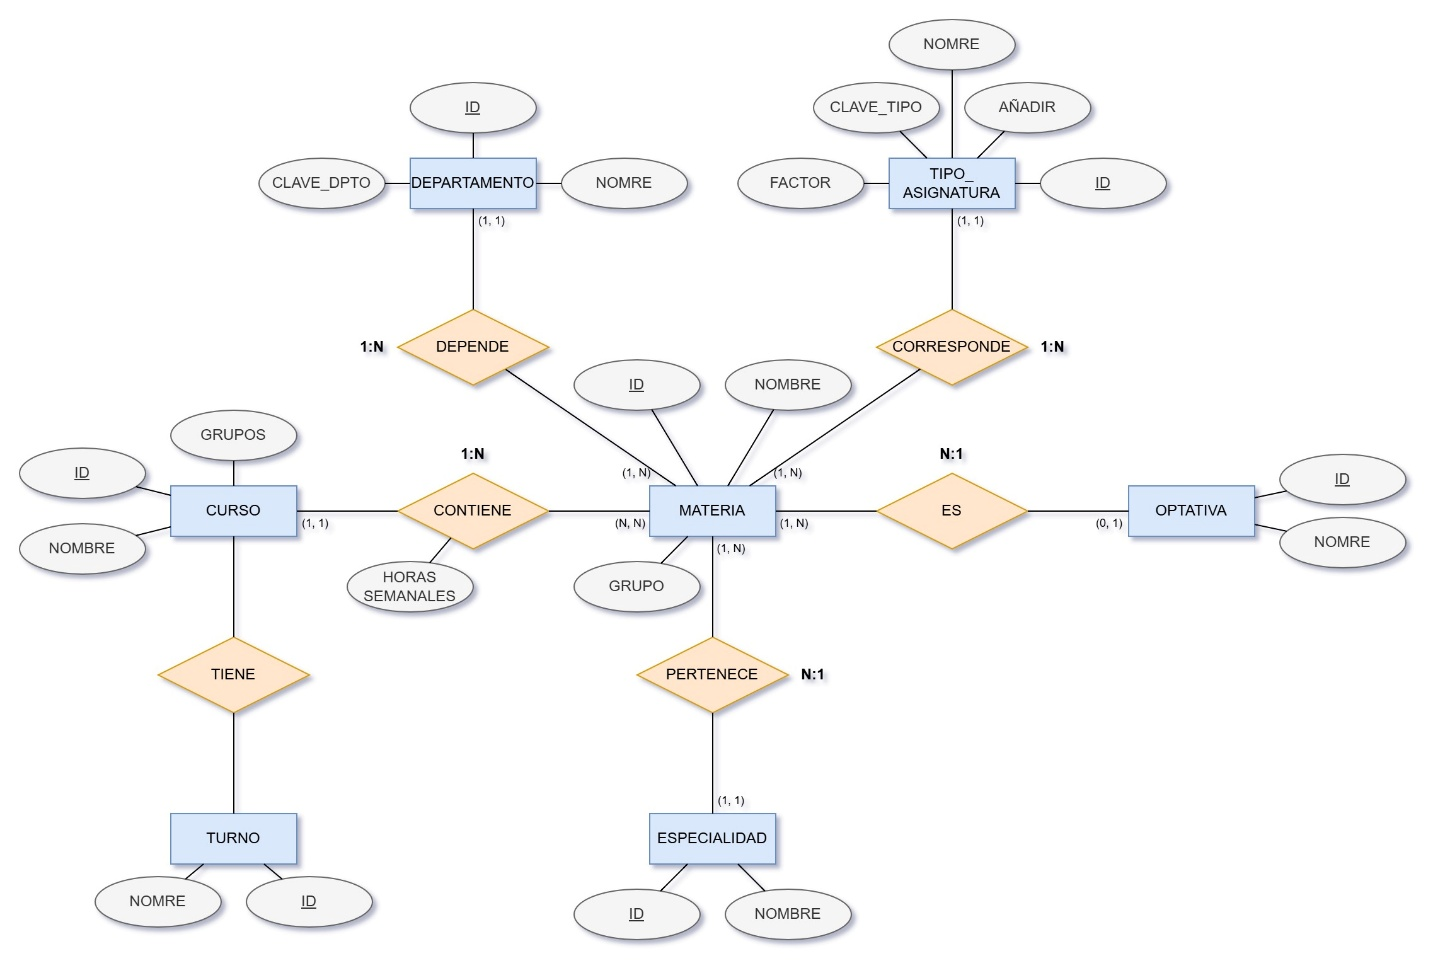 NOMRE
ID
CLAVE_TIPO
AÑADIR
CLAVE_DPTO
DEPARTAMENTO
NOMRE
FACTOR
TIPO_
ASIGNATURA
ID
(1, 1)
(1, 1)
1:N
DEPENDE
CORRESPONDE
1:N
ID
NOMBRE
GRUPOS
1:N
N:1
ID
(1, N)
(1, N)
ID
CURSO
(1, 1)
CONTIENE
(N, N)
MATERIA
(1, N)
ES
(0, 1)
OPTATIVA
NOMBRE
(1, N)
NOMRE
HORAS
SEMANALES
GRUPO
TIENE
PERTENECE
N:1
(1, 1)
TURNO
ESPECIALIDAD
NOMRE
ID
ID
NOMBRE